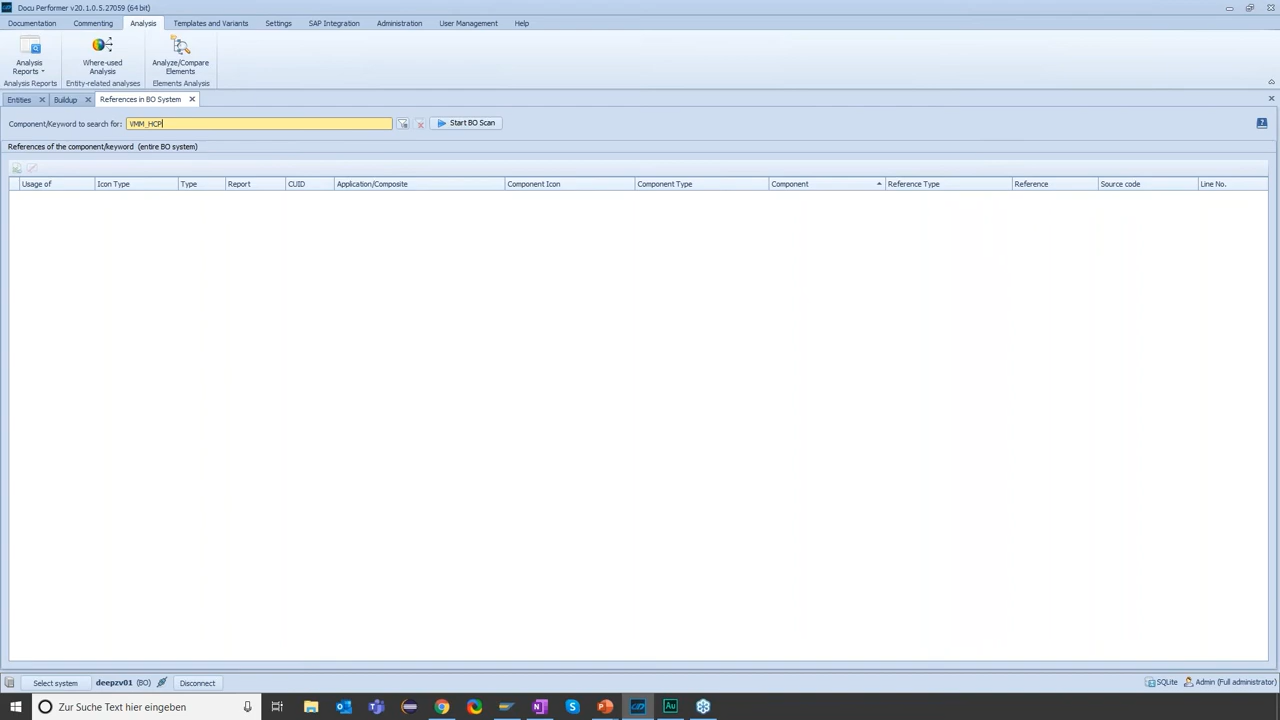 Docu Performer v20.1.0.5.27059 (64 bit)
Documentation Commenting Analysis Templates and Variants Settings SAP Integration Administration User Management Help
Analysis Reports
Where-used Analysis
Analyze/Compare Elements
Analysis Reports Entity-related analyses Elements Analysis
Entities Buildup References in BO System
Component/Keyword to search for: VMM_HCP Start BO Scan
References of the component/keyword (entire BO system)
Usage of Icon Type Type Report CUID Application/Composite Component Icon Component Type Component Reference Type Reference Source code Line No.
Select system deepzv01 (BO) Disconnect SQLite Admin (Full administrator)
Zur Suche Text hier eingeben